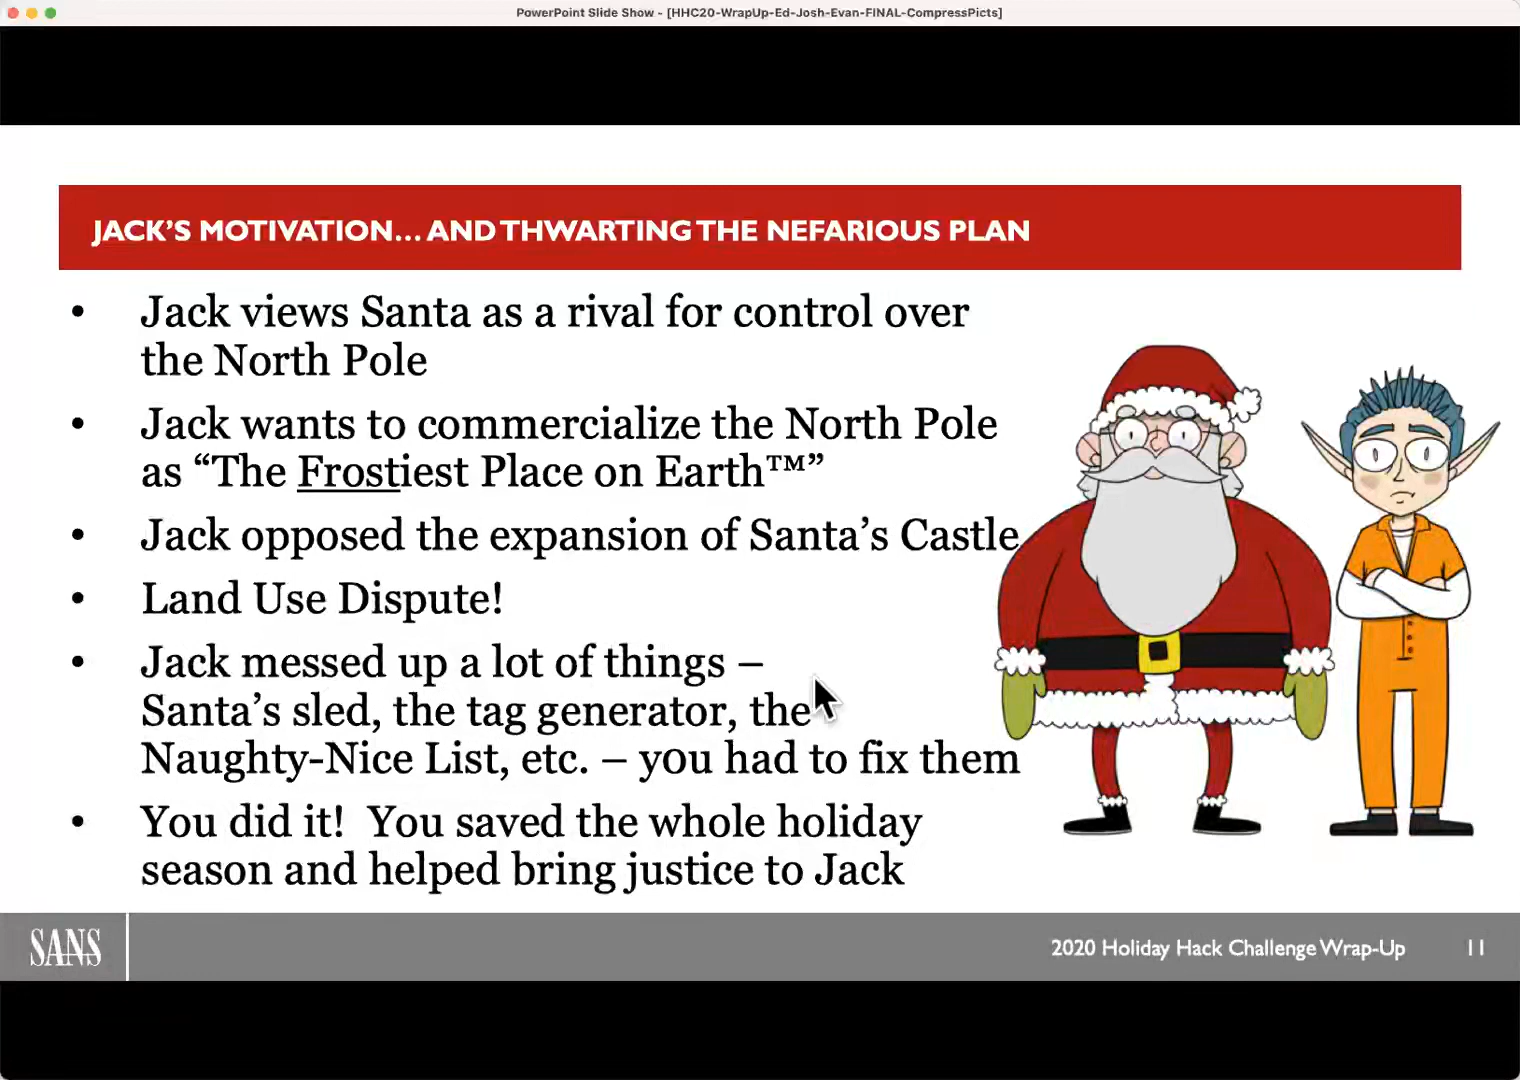 PowerPoint Slide Show - [HHC20-WrapUp-Ed-Josh-Evan-FINAL-CompressPicts]
JACK’S MOTIVATION… AND THWARTING THE NEFARIOUS PLAN
• Jack views Santa as a rival for control over
the North Pole
• Jack wants to commercialize the North Pole
as “The Frostiest Place on Earth™”
• Jack opposed the expansion of Santa’s Castle
• Land Use Dispute!
• Jack messed up a lot of things –
Santa’s sled, the tag generator, the
Naughty-Nice List, etc. – you had to fix them
• You did it!  You saved the whole holiday
season and helped bring justice to Jack
SANS
2020 Holiday Hack Challenge Wrap-Up 11